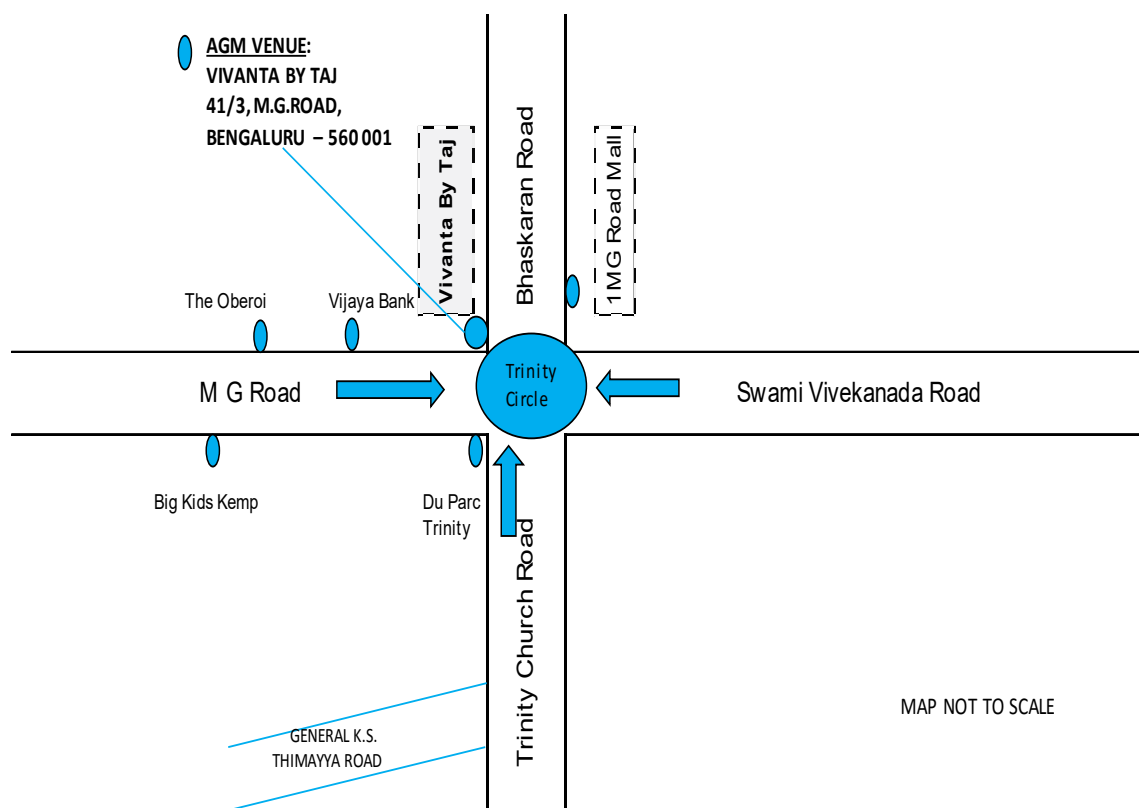 AGM VENUE:
VIVANTA BY TAJ
41/3, M.G.ROAD,
BENGALURU – 560 001
Vivanta By Taj
Bhaskaran Road
1MG Road Mall
The Oberoi
Vijaya Bank
Trinity
Circle
M G Road
Swami Vivekanada Road
Big Kids Kemp
Du Parc
Trinity
Trinity Church Road
MAP NOT TO SCALE
GENERAL K.S.
THIMAYYA ROAD